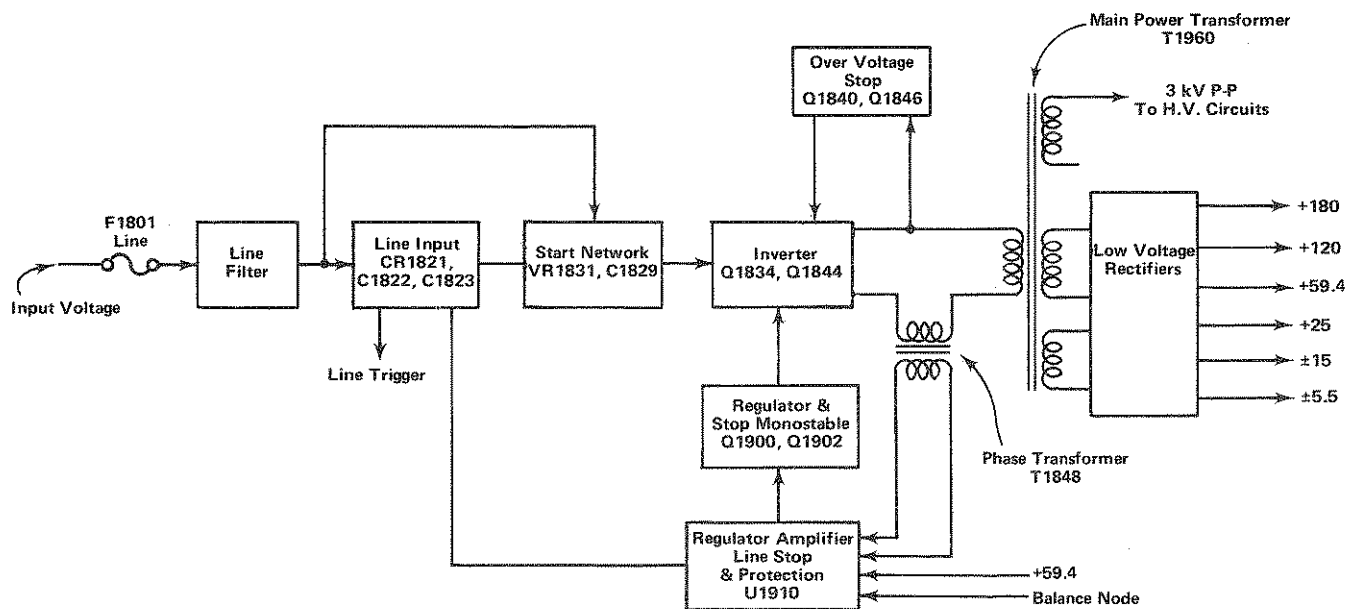 Main Power Transformer
T1960
Over Voltage
Stop
Q1840, Q1846
3 kV P-P
To H.V. Circuits
F1801
Line
Input Voltage
Line
Filter
Line Input
CR1821,
C1822, C1823
Start Network
VR1831, C1829
Inverter
Q1834, Q1844
Low Voltage
Rectifiers
+180
+120
+59.4
+25
±15
±5.5
Line Trigger
Regulator &
Stop Monostable
Q1900, Q1902
Phase Transformer
T1848
Regulator Amplifier
Line Stop
& Protection
U1910
+59.4
Balance Node